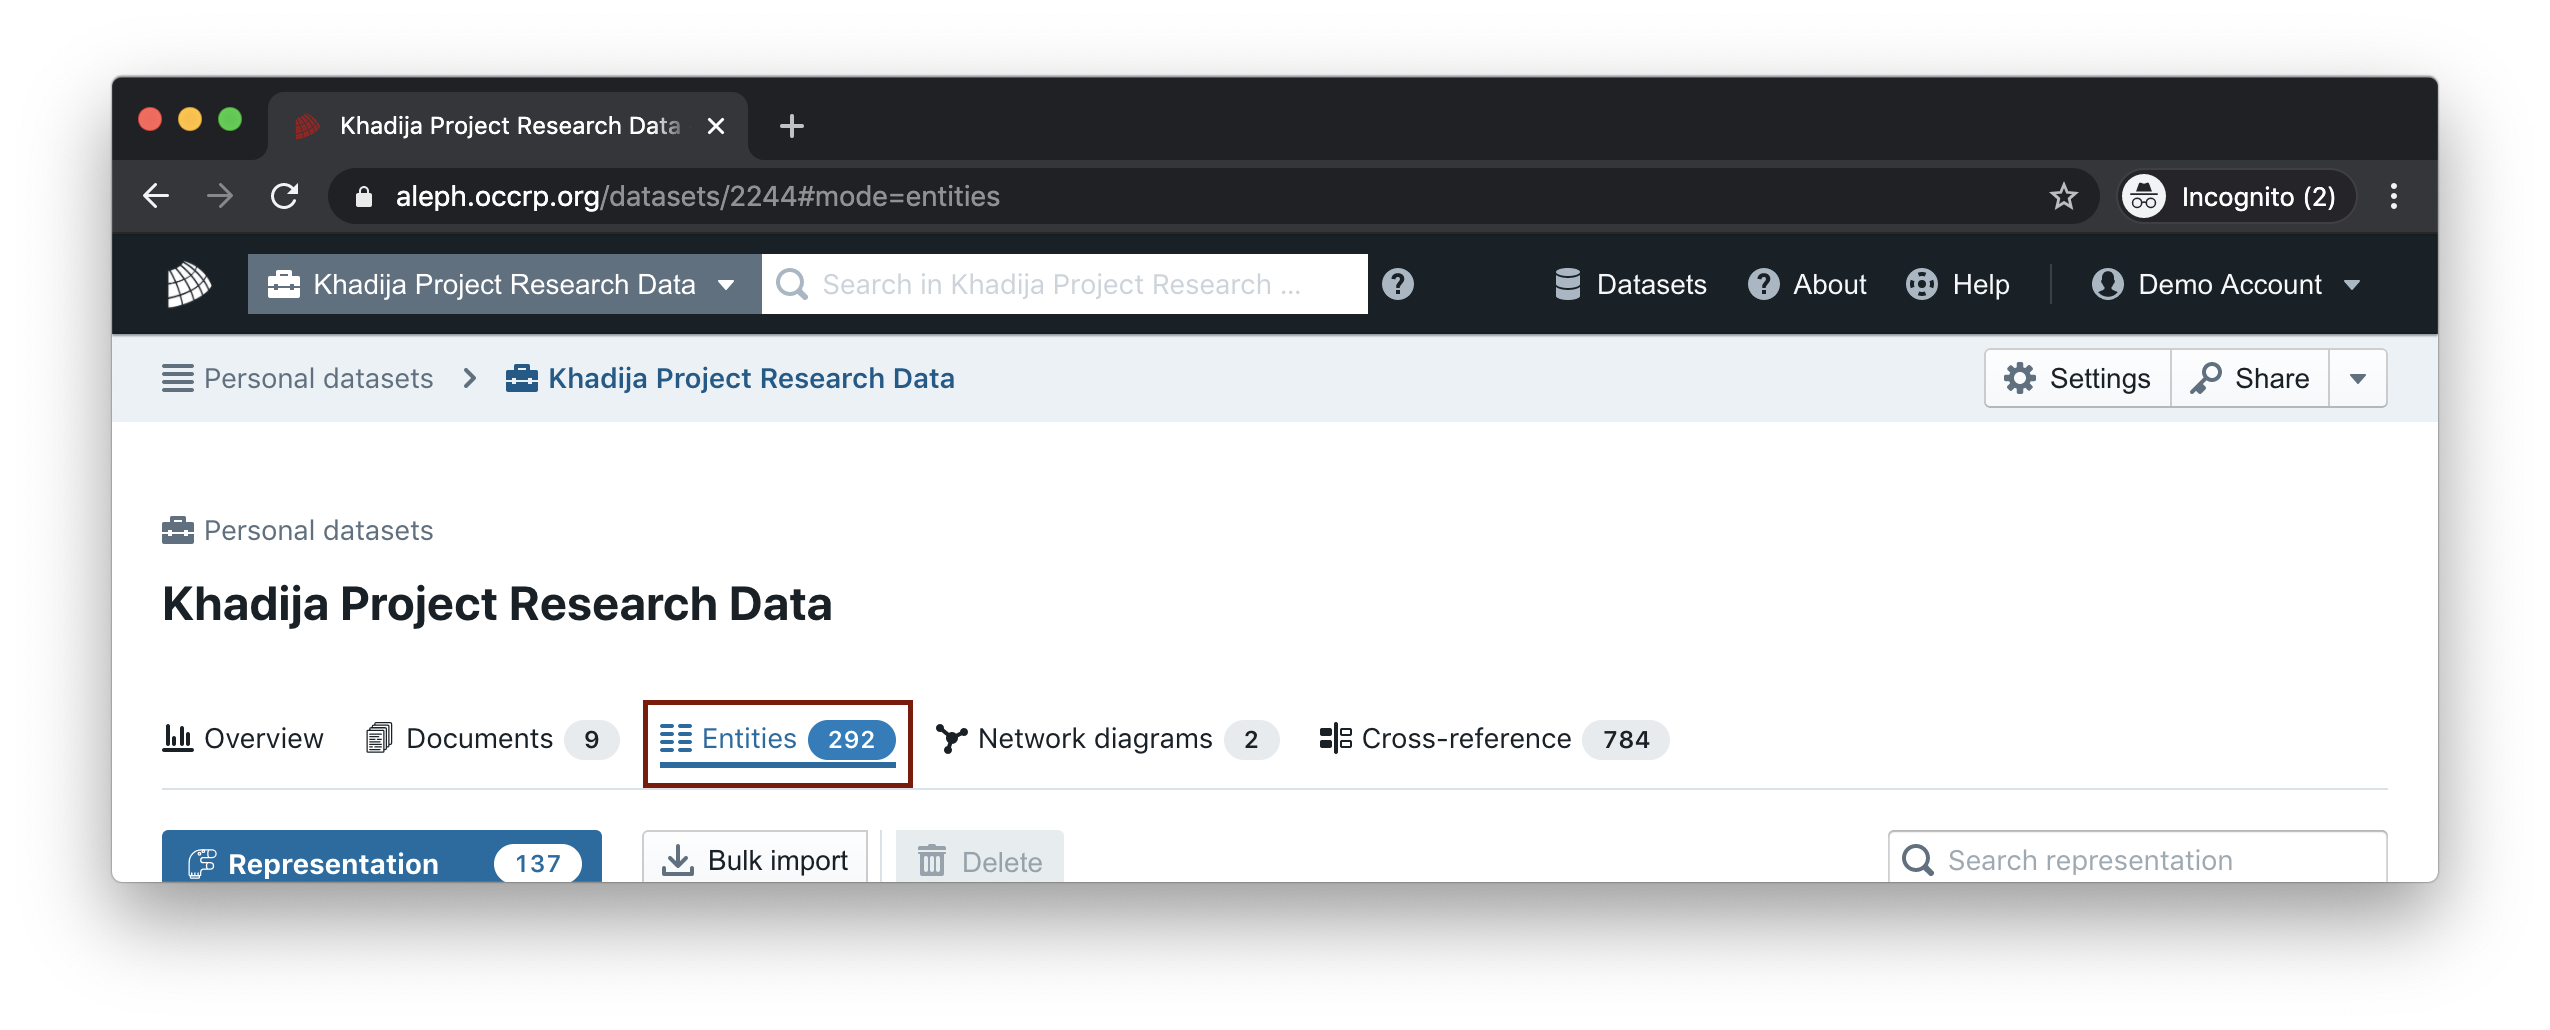 Khadija Project Research Data
aleph.occrp.org/datasets/2244#mode=entities
Incognito (2)
Khadija Project Research Data
Search in Khadija Project Research ...
Datasets
About
Help
Demo Account
Personal datasets
Khadija Project Research Data
Settings
Share
Personal datasets
Khadija Project Research Data
Overview
Documents 9
Entities 292
Network diagrams 2
Cross-reference 784
Representation 137
Bulk import
Delete
Search representation